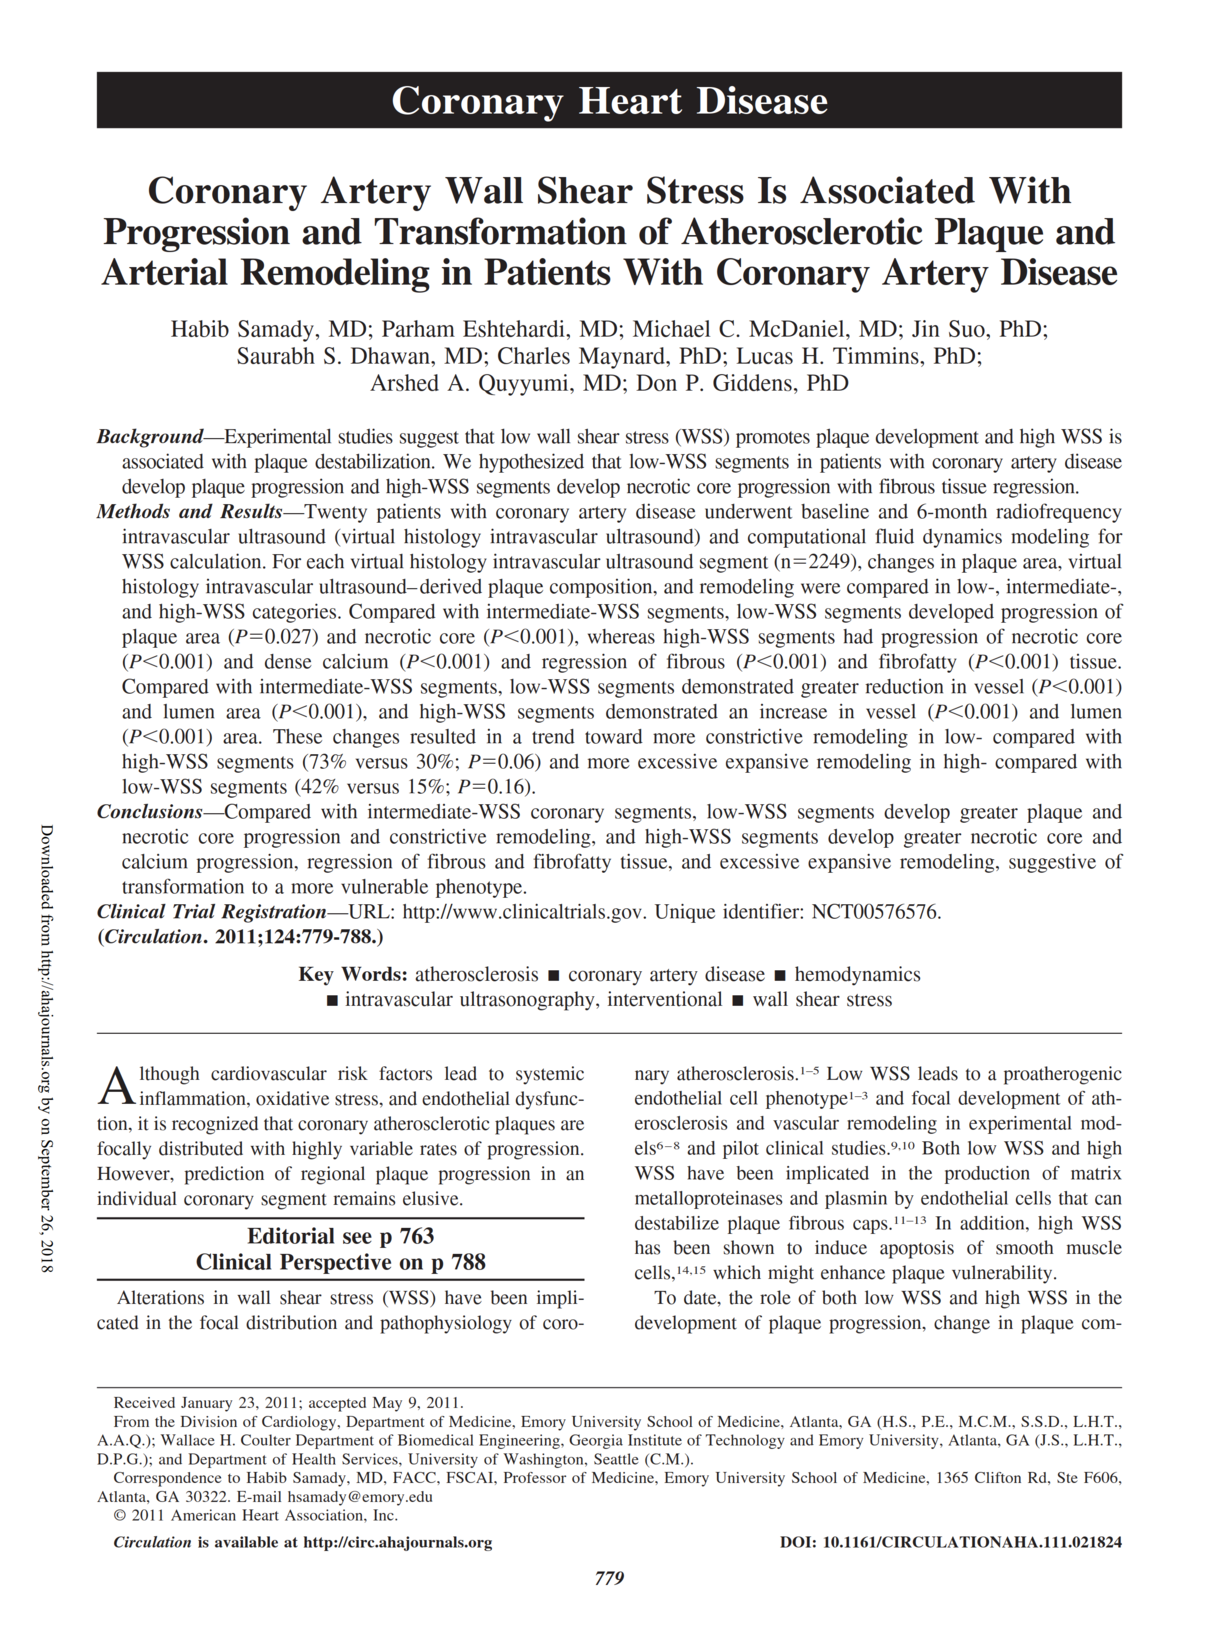 Coronary Heart Disease
Coronary Artery Wall Shear Stress Is Associated With
Progression and Transformation of Atherosclerotic Plaque and
Arterial Remodeling in Patients With Coronary Artery Disease
Habib Samady, MD; Parham Eshtehardi, MD; Michael C. McDaniel, MD; Jin Suo, PhD;
Saurabh S. Dhawan, MD; Charles Maynard, PhD; Lucas H. Timmins, PhD;
Arshed A. Quyyumi, MD; Don P. Giddens, PhD
Background—Experimental studies suggest that low wall shear stress (WSS) promotes plaque development and high WSS is
associated with plaque destabilization. We hypothesized that low-WSS segments in patients with coronary artery disease
develop plaque progression and high-WSS segments develop necrotic core progression with fibrous tissue regression.
Methods and Results—Twenty patients with coronary artery disease underwent baseline and 6-month radiofrequency
intravascular ultrasound (virtual histology intravascular ultrasound) and computational fluid dynamics modeling for
WSS calculation. For each virtual histology intravascular ultrasound segment (n=2249), changes in plaque area, virtual
histology intravascular ultrasound–derived plaque composition, and remodeling were compared in low-, intermediate-,
and high-WSS categories. Compared with intermediate-WSS segments, low-WSS segments developed progression of
plaque area (P=0.027) and necrotic core (P<0.001), whereas high-WSS segments had progression of necrotic core
(P<0.001) and dense calcium (P<0.001) and regression of fibrous (P<0.001) and fibrofatty (P<0.001) tissue.
Compared with intermediate-WSS segments, low-WSS segments demonstrated greater reduction in vessel (P<0.001)
and lumen area (P<0.001), and high-WSS segments demonstrated an increase in vessel (P<0.001) and lumen
(P<0.001) area. These changes resulted in a trend toward more constrictive remodeling in low- compared with
high-WSS segments (73% versus 30%; P=0.06) and more excessive expansive remodeling in high- compared with
low-WSS segments (42% versus 15%; P=0.16).
Conclusions—Compared with intermediate-WSS coronary segments, low-WSS segments develop greater plaque and
necrotic core progression and constrictive remodeling, and high-WSS segments develop greater necrotic core and
calcium progression, regression of fibrous and fibrofatty tissue, and excessive expansive remodeling, suggestive of
transformation to a more vulnerable phenotype.
Clinical Trial Registration—URL: http://www.clinicaltrials.gov. Unique identifier: NCT00576576.
(Circulation. 2011;124:779-788.)
Key Words: atherosclerosis ■ coronary artery disease ■ hemodynamics
■ intravascular ultrasonography, interventional ■ wall shear stress
Although cardiovascular risk factors lead to systemic
inflammation, oxidative stress, and endothelial dysfunc-
tion, it is recognized that coronary atherosclerotic plaques are
focally distributed with highly variable rates of progression.
However, prediction of regional plaque progression in an
individual coronary segment remains elusive.
Editorial see p 763
Clinical Perspective on p 788
Alterations in wall shear stress (WSS) have been impli-
cated in the focal distribution and pathophysiology of coro-
nary atherosclerosis.1–5 Low WSS leads to a proatherogenic
endothelial cell phenotype1–3 and focal development of ath-
erosclerosis and vascular remodeling in experimental mod-
els6–8 and pilot clinical studies.9,10 Both low WSS and high
WSS have been implicated in the production of matrix
metalloproteinases and plasmin by endothelial cells that can
destabilize plaque fibrous caps.11–13 In addition, high WSS
has been shown to induce apoptosis of smooth muscle
cells,14,15 which might enhance plaque vulnerability.
To date, the role of both low WSS and high WSS in the
development of plaque progression, change in plaque com-
Received January 23, 2011; accepted May 9, 2011.
From the Division of Cardiology, Department of Medicine, Emory University School of Medicine, Atlanta, GA (H.S., P.E., M.C.M., S.S.D., L.H.T.,
A.A.Q.); Wallace H. Coulter Department of Biomedical Engineering, Georgia Institute of Technology and Emory University, Atlanta, GA (J.S., L.H.T.,
D.P.G.); and Department of Health Services, University of Washington, Seattle (C.M.).
Correspondence to Habib Samady, MD, FACC, FSCAI, Professor of Medicine, Emory University School of Medicine, 1365 Clifton Rd, Ste F606,
Atlanta, GA 30322. E-mail hsamady@emory.edu
© 2011 American Heart Association, Inc.
Circulation is available at http://circ.ahajournals.org
DOI: 10.1161/CIRCULATIONAHA.111.021824
779
Downloaded from http://ahajournals.org by on September 26, 2018